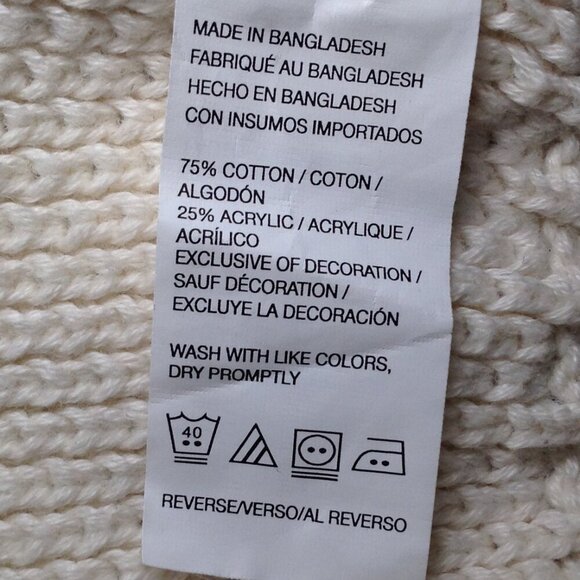 MADE IN BANGLADESH
FABRIQUÉ AU BANGLADESH
HECHO EN BANGLADESH
CON INSUMOS IMPORTADOS
75% COTTON / COTON /
ALGODÓN
25% ACRYLIC / ACRYLIQUE /
ACRÍLICO
EXCLUSIVE OF DECORATION /
SAUF DÉCORATION /
EXCLUYE LA DECORACIÓN
WASH WITH LIKE COLORS,
DRY PROMPTLY
40
REVERSE/VERSO/AL REVERSO